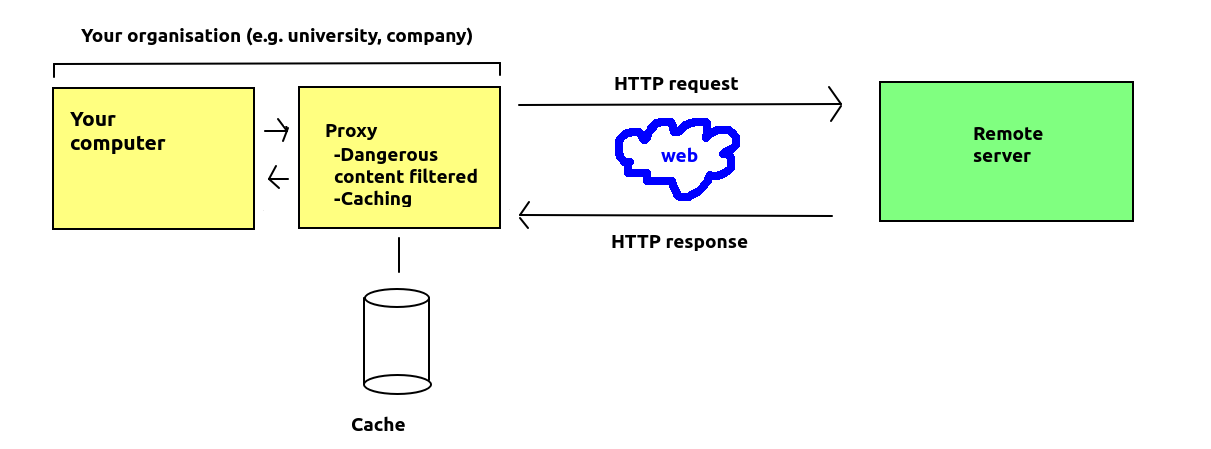 Your organisation (e.g. university, company)
Your
computer
Proxy
-Dangerous
content filtered
-Caching
HTTP request
web
HTTP response
Remote
server
Cache